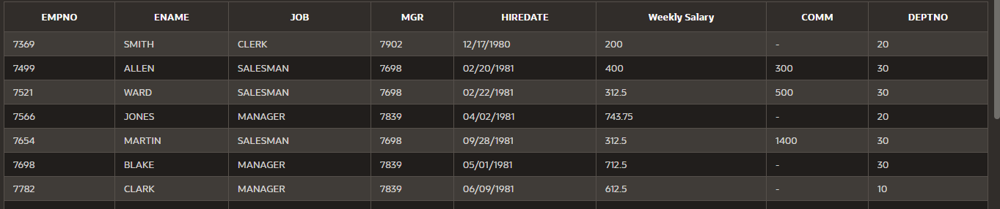 EMPNO ENAME JOB MGR HIREDATE Weekly Salary COMM DEPTNO
7369 SMITH CLERK 7902 12/17/1980 200 - 20
7499 ALLEN SALESMAN 7698 02/20/1981 400 300 30
7521 WARD SALESMAN 7698 02/22/1981 312.5 500 30
7566 JONES MANAGER 7839 04/02/1981 743.75 - 20
7654 MARTIN SALESMAN 7698 09/28/1981 312.5 1400 30
7698 BLAKE MANAGER 7839 05/01/1981 712.5 - 30
7782 CLARK MANAGER 7839 06/09/1981 612.5 - 10